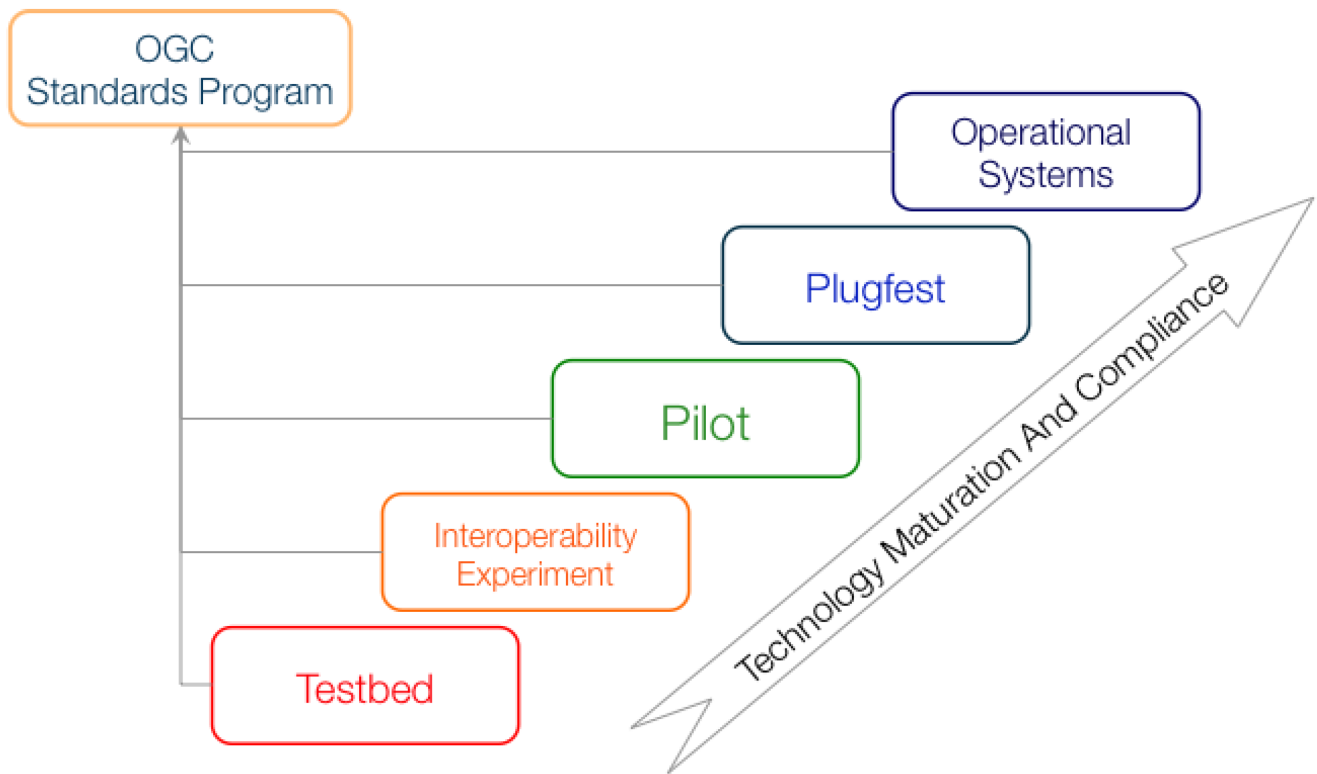 OGC
Standards Program
Operational
Systems
Plugfest
Pilot
Interoperability
Experiment
Testbed
Technology Maturation And Compliance